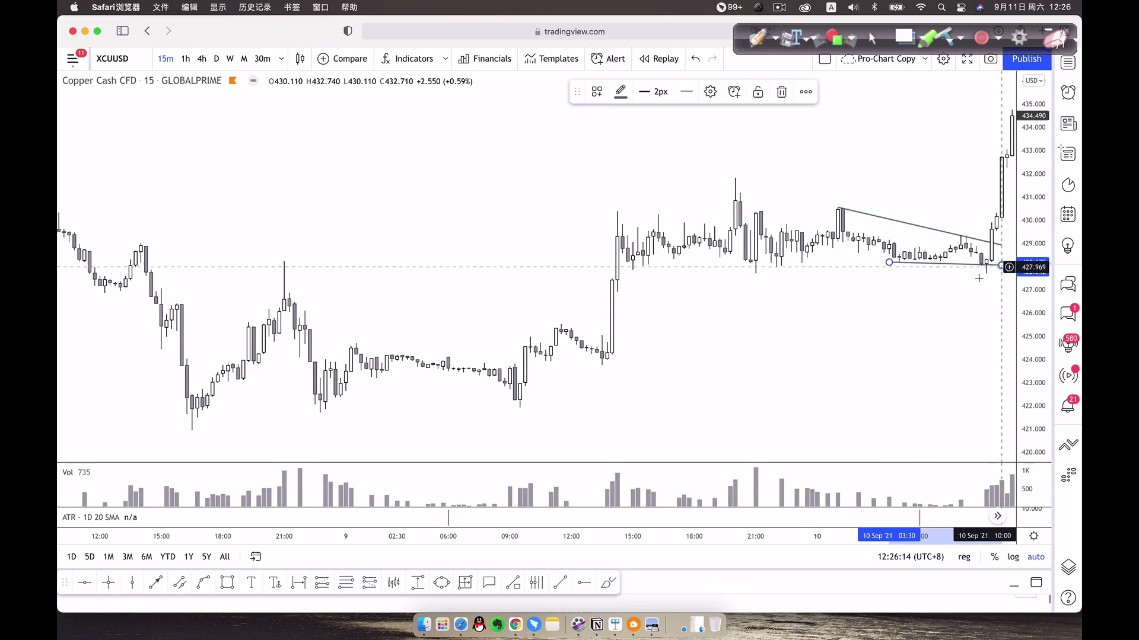 Safari浏览器 文件 编辑 显示 历史记录 书签 窗口 帮助 99+ A 9月11日 周六 12:26
tradingview.com
11 XCUUSD 15m 1h 4h D W M 30m Compare Indicators Financials Templates Alert Replay Pro-Chart Copy Publish
Copper Cash CFD · 15 · GLOBALPRIME O430.110 H432.740 L430.110 C432.710 +2.550 (+0.59%)
USD
2px
435.000
434.490
434.000
433.000
432.000
431.000
430.000
429.000
427.969
427.000
426.000
425.000
424.000
423.000
422.000
421.000
420.000
1
580
21
Vol 735
1K
500
ATR · 1D 20 SMA n/a
10.000
12:00 15:00 18:00 21:00 9 02:30 06:00 09:00 12:00 15:00 18:00 21:00 10 10 Sep '21 03:30 10 Sep '21 10:00
1D 5D 1M 3M 6M YTD 1Y 5Y All 12:26:14 (UTC+8) reg % log auto